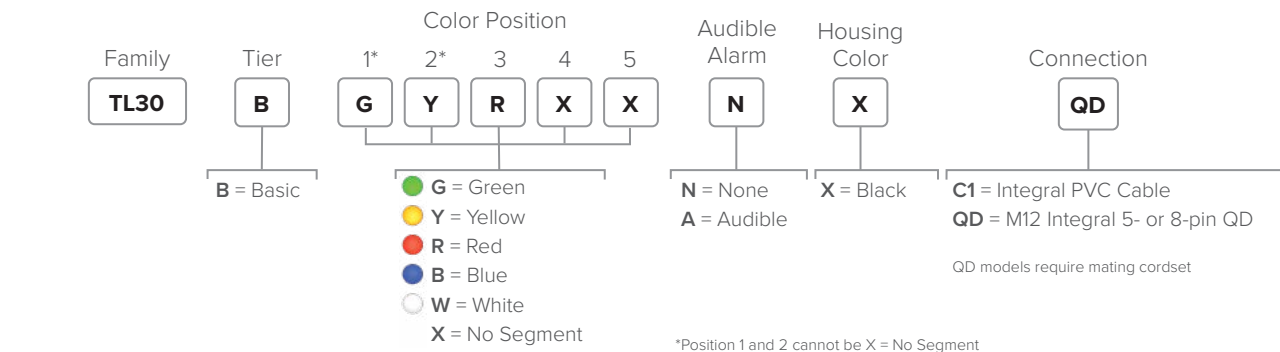 Color Position
Audible Alarm
Housing Color
Family
Tier
1*
2*
3
4
5
Connection
TL30
B
G
Y
R
X
X
N
X
QD
B = Basic
G = Green
Y = Yellow
R = Red
B = Blue
W = White
X = No Segment
N = None
A = Audible
X = Black
C1 = Integral PVC Cable
QD = M12 Integral 5- or 8-pin QD
QD models require mating cordset
*Position 1 and 2 cannot be X = No Segment